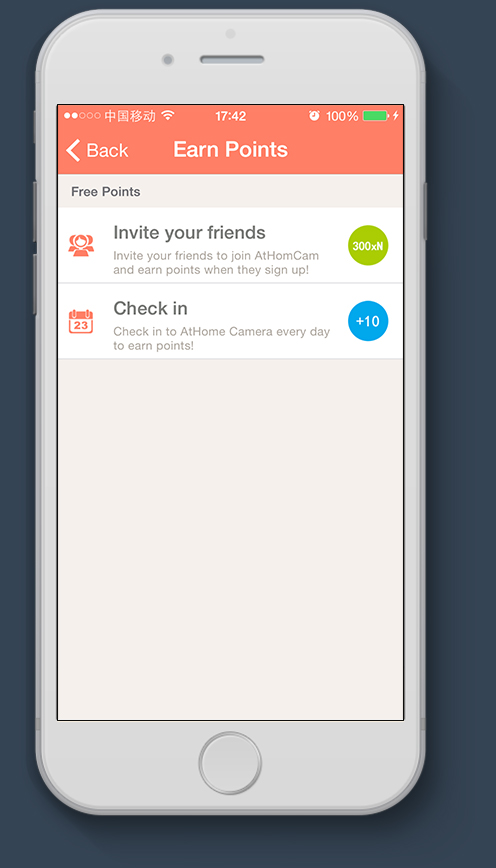 中国移动 17:42 100%
Back Earn Points
Free Points
Invite your friends
Invite your friends to join AtHomCam
and earn points when they sign up!
300xN
23
Check in
Check in to AtHome Camera every day
to earn points!
+10